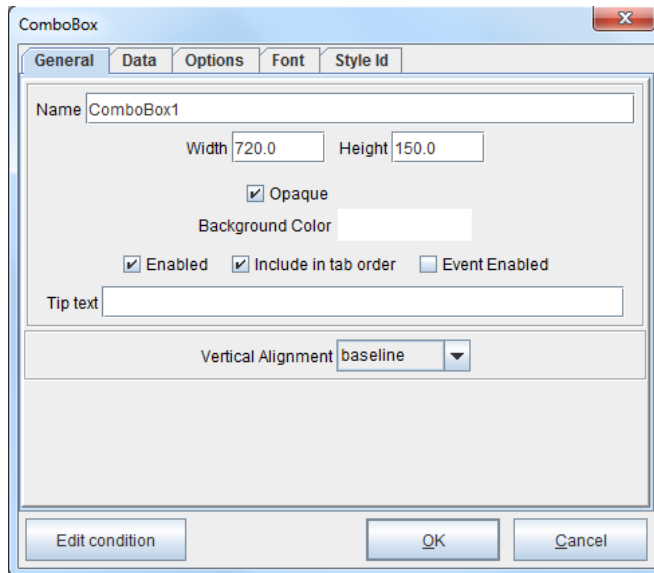 ComboBox
General Data Options Font Style Id
Name ComboBox1
Width 720.0 Height 150.0
Opaque
Background Color
Enabled Include in tab order Event Enabled
Tip text
Vertical Alignment baseline
Edit condition OK Cancel